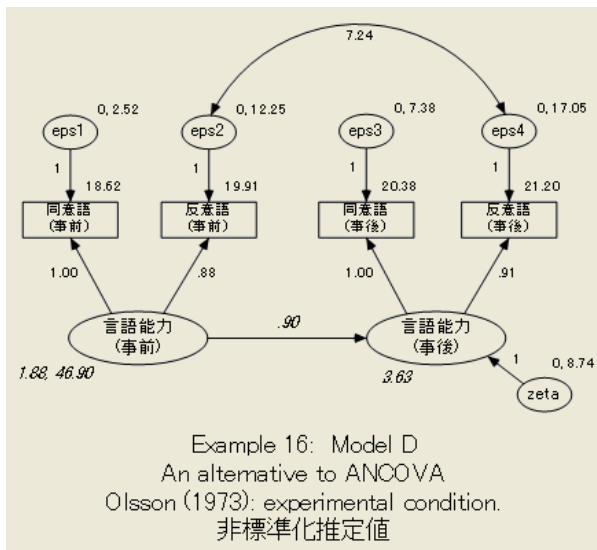 7.24
0, 2.52
0, 12.25
0, 7.38
0, 17.05
eps1
eps2
eps3
eps4
1
1
1
1
18.62
19.91
20.38
21.20
同意語
(事前)
反意語
(事前)
同意語
(事後)
反意語
(事後)
1.00
.88
1.00
.91
言語能力
(事前)
.90
言語能力
(事後)
1.88, 46.90
3.63
1
0, 8.74
zeta
Example 16: Model D
An alternative to ANCOVA
Olsson (1973): experimental condition.
非標準化推定値